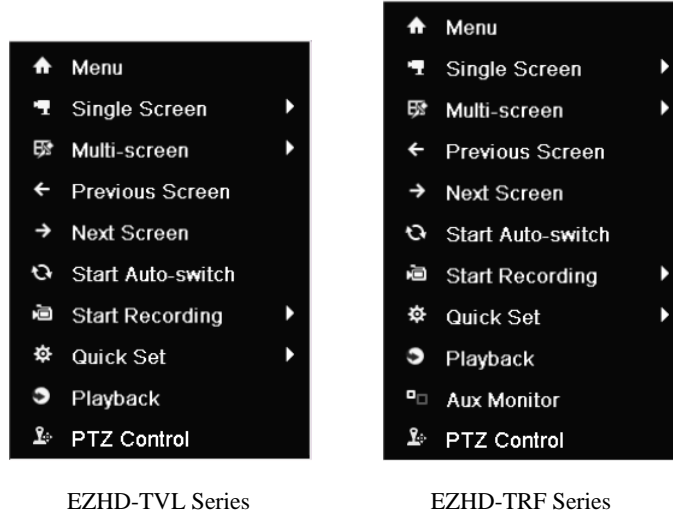 Menu
Single Screen
Multi-screen
Previous Screen
Next Screen
Start Auto-switch
Start Recording
Quick Set
Playback
PTZ Control
EZHD-TVL Series
Menu
Single Screen
Multi-screen
Previous Screen
Next Screen
Start Auto-switch
Start Recording
Quick Set
Playback
Aux Monitor
PTZ Control
EZHD-TRF Series